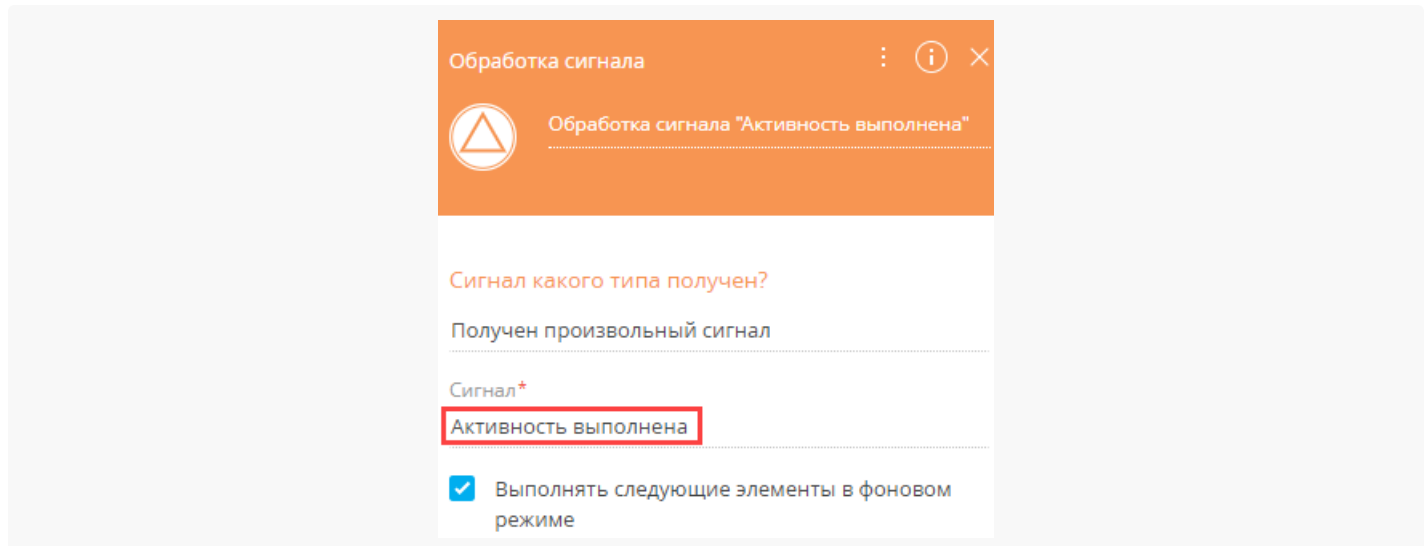 Обработка сигнала
Обработка сигнала "Активность выполнена"
Сигнал какого типа получен?
Получен произвольный сигнал
Сигнал*
Активность выполнена
Выполнять следующие элементы в фоновом
режиме